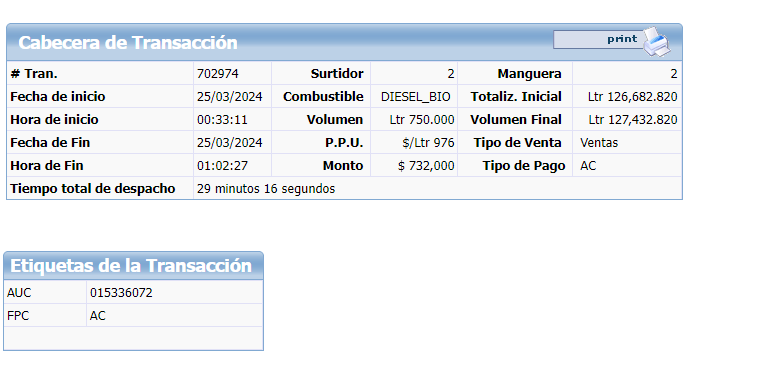 Cabecera de Transacción print
# Tran. 702974 Surtidor 2 Manguera 2
Fecha de inicio 25/03/2024 Combustible DIESEL_BIO Totaliz. Inicial Ltr 126,682.820
Hora de inicio 00:33:11 Volumen Ltr 750.000 Volumen Final Ltr 127,432.820
Fecha de Fin 25/03/2024 P.P.U. $/Ltr 976 Tipo de Venta Ventas
Hora de Fin 01:02:27 Monto $ 732,000 Tipo de Pago AC
Tiempo total de despacho 29 minutos 16 segundos
Etiquetas de la Transacción
AUC 015336072
FPC AC